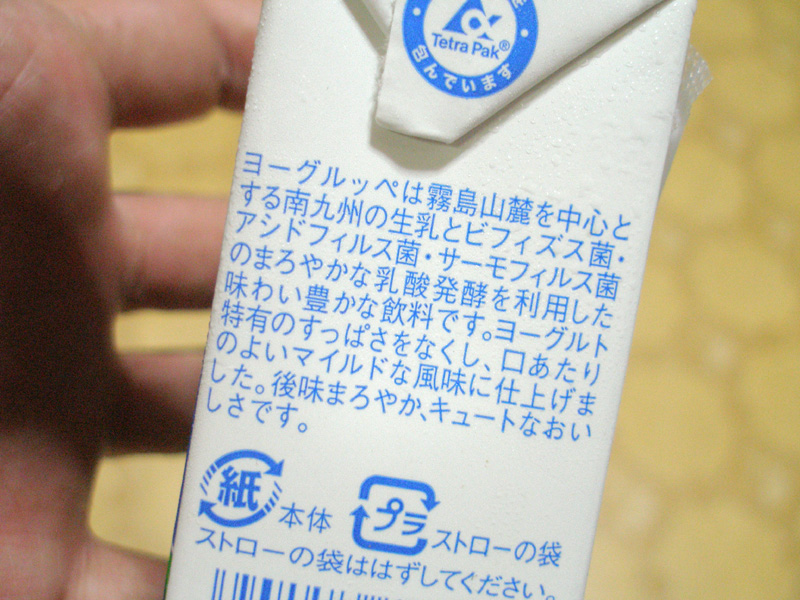 Tetra Pak®
包んでいます
ヨーグルッペは霧島山麓を中心と
する南九州の生乳とビフィズス菌・
アシドフィルス菌・サーモフィルス菌
のまろやかな乳酸発酵を利用した
味わい豊かな飲料です。ヨーグルト
特有のすっぱさをなくし、口あたり
のよいマイルドな風味に仕上げま
した。後味まろやか、キュートなおい
しさです。
紙 本体 プラ ストローの袋
ストローの袋ははずしてください。